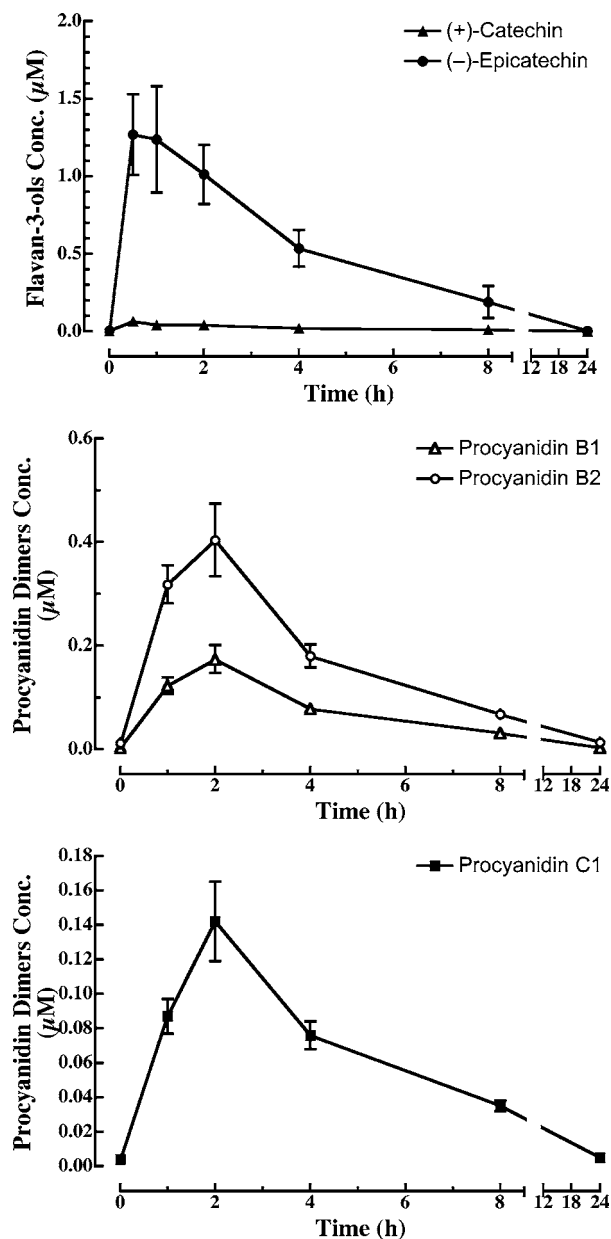 2.0
1.5
1.0
0.5
0.0
Flavan-3-ols Conc. (µM)
(+)-Catechin
(–)-Epicatechin
0 2 4 6 8 12 18 24
Time (h)
0.6
0.4
0.2
0.0
Procyanidin Dimers Conc.
(µM)
Procyanidin B1
Procyanidin B2
0 2 4 6 8 12 18 24
Time (h)
0.18
0.16
0.14
0.12
0.10
0.08
0.06
0.04
0.02
0.00
Procyanidin Dimers Conc.
(µM)
Procyanidin C1
0 2 4 6 8 12 18 24
Time (h)